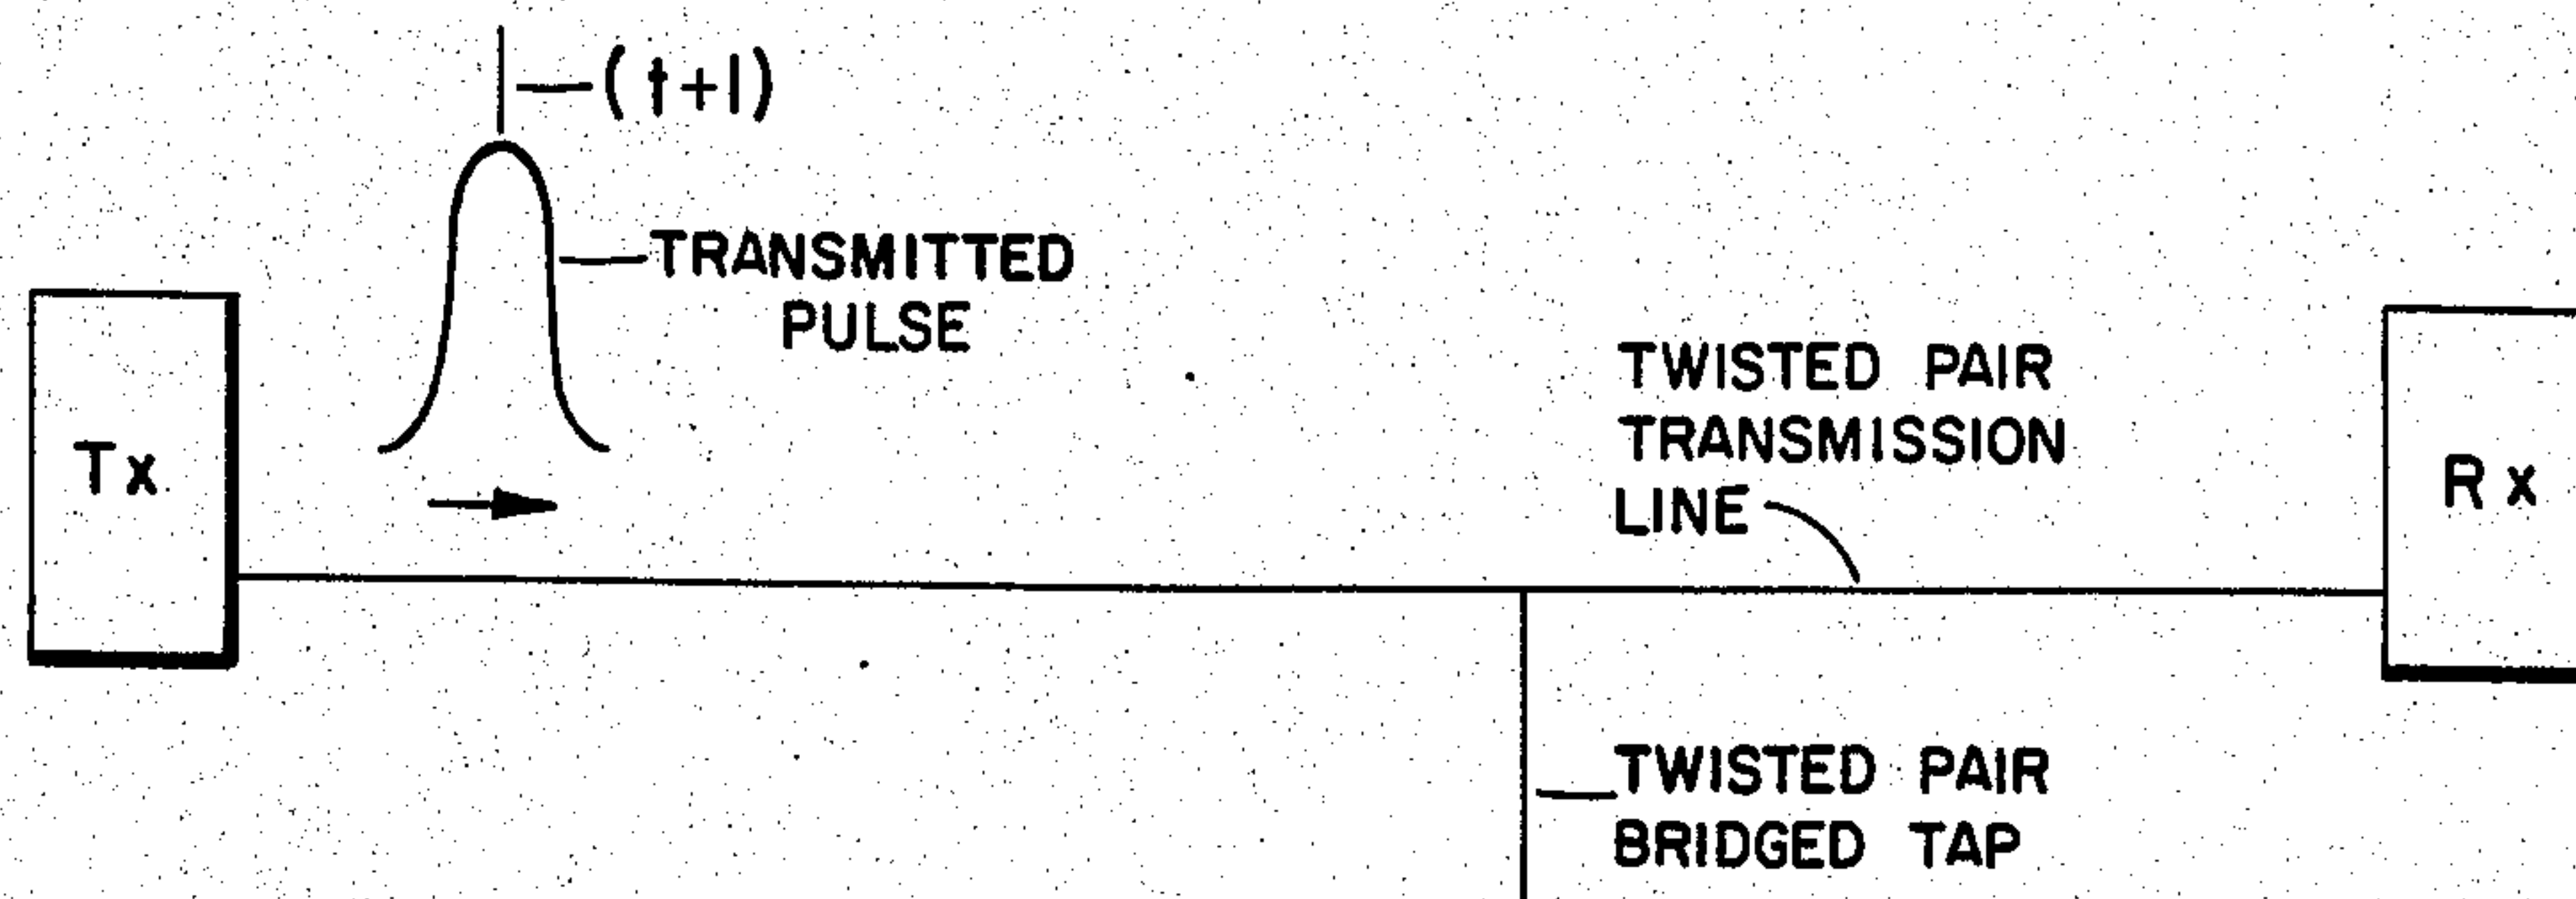 (t+1)
TRANSMITTED
PULSE
Tx
TWISTED PAIR
TRANSMISSION
LINE
Rx
TWISTED PAIR
BRIDGED TAP